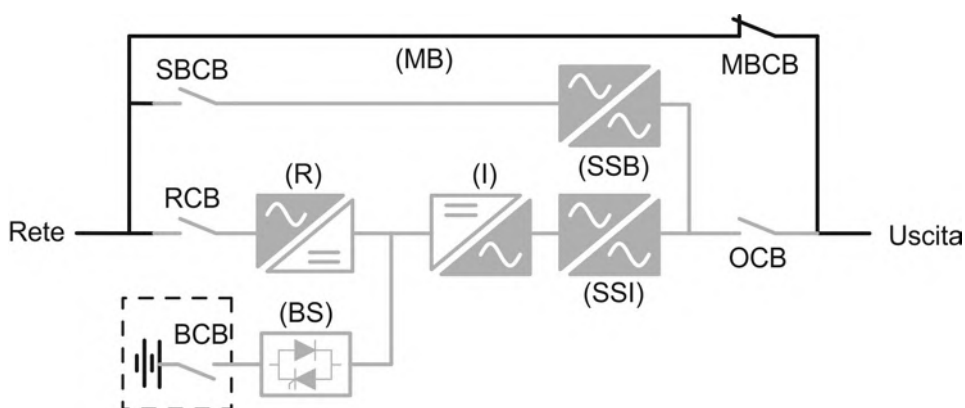 (MB)
MBCB
SBCB
(SSB)
(R)
(I)
RCB
Rete
Uscita
OCB
(SSI)
(BS)
BCB